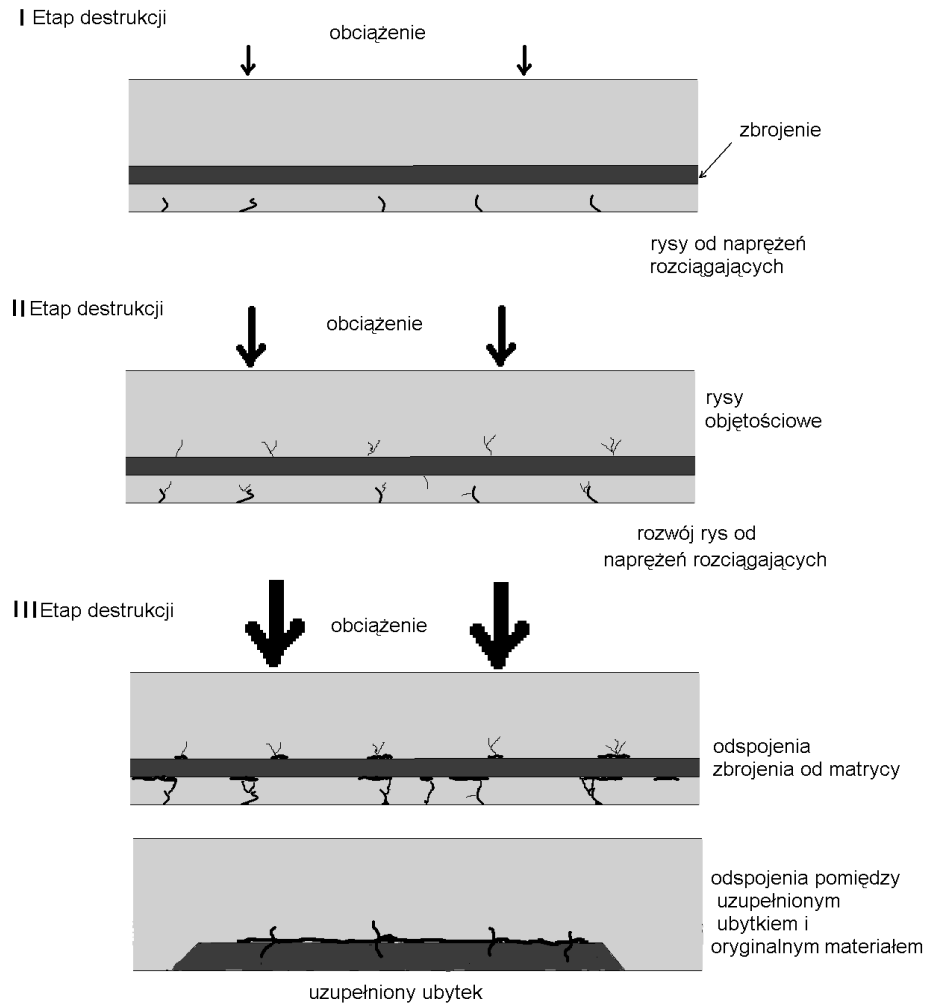 I Etap destrukcji
obciążenie
zbrojenie
rysy od naprężeń
rozciągających
II Etap destrukcji
obciążenie
rysy
objętościowe
rozwój rys od
naprężeń rozciągających
III Etap destrukcji
obciążenie
odspojenia
zbrojenia od matrycy
odspojenia pomiędzy
uzupełnionym
ubytkiem i
oryginalnym materiałem
uzupełniony ubytek